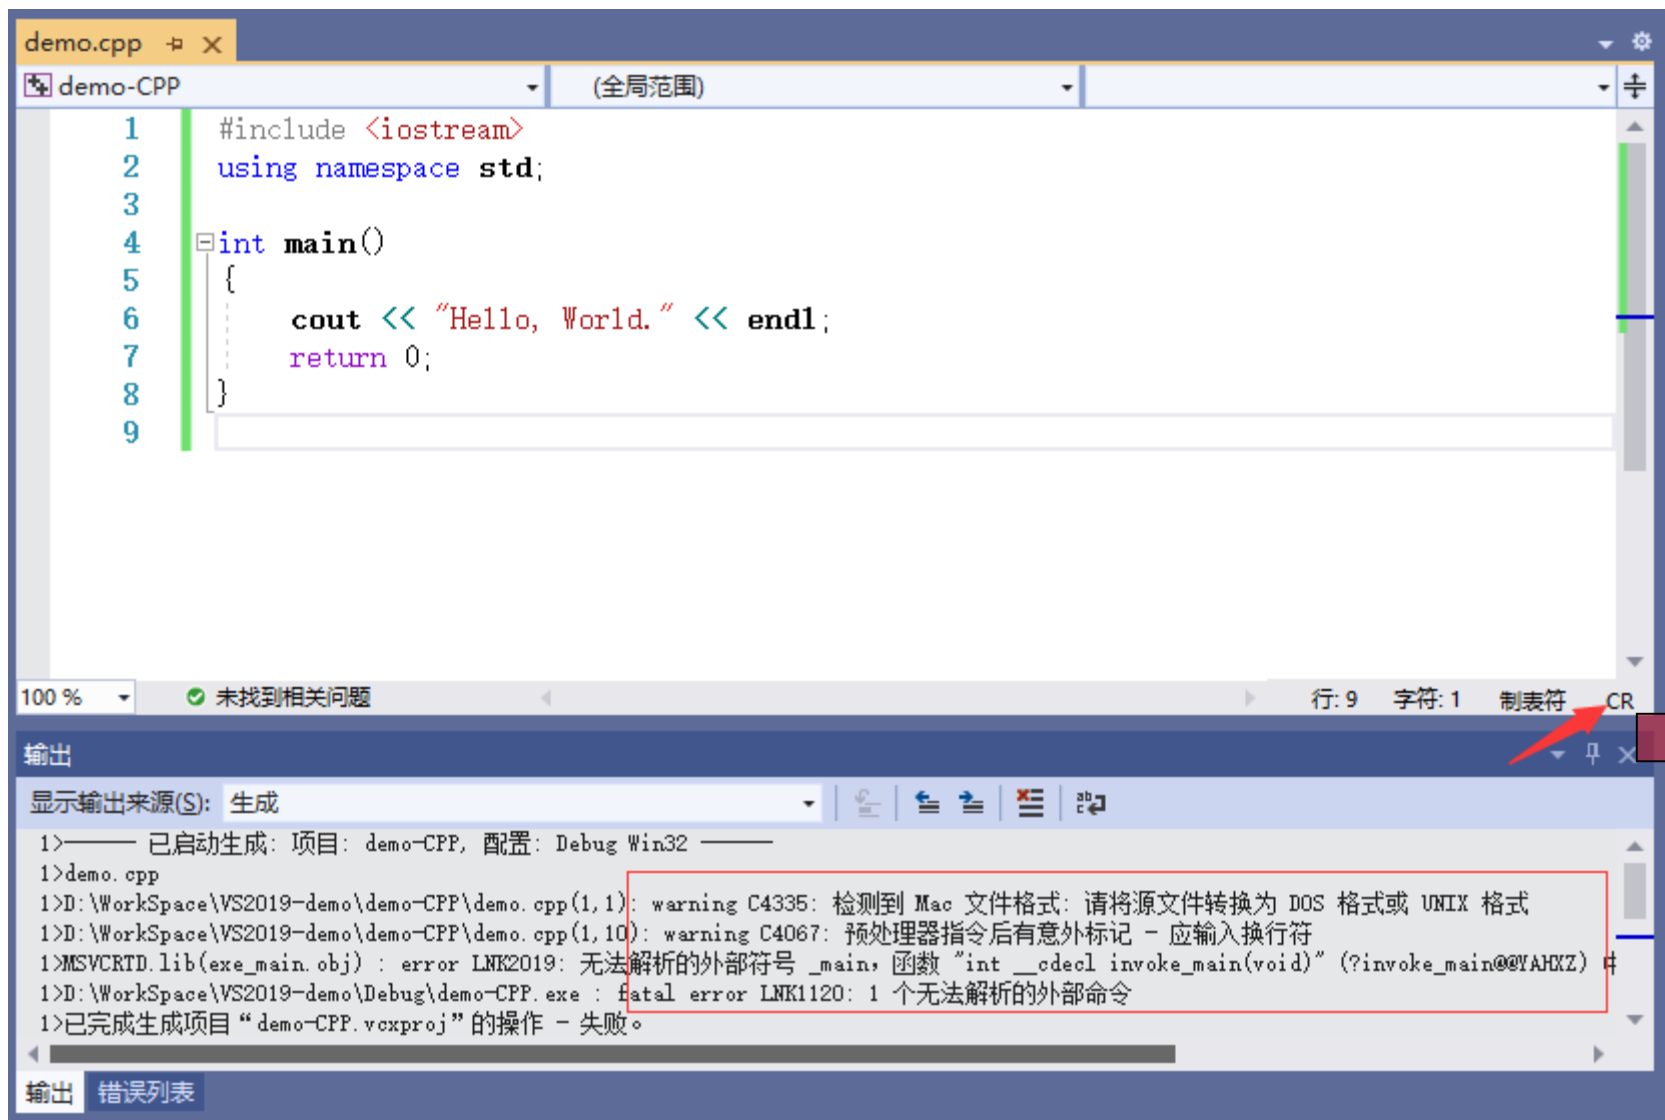 demo.cpp
demo-CPP (全局范围)
1 #include <iostream>
2 using namespace std;
3
4 int main()
5 {
6 cout << "Hello, World." << endl;
7 return 0;
8 }
9
100 % 未找到相关问题 行: 9 字符: 1 制表符 CR
输出
显示输出来源(S): 生成
1>------ 已启动生成: 项目: demo-CPP, 配置: Debug Win32 ------
1>demo.cpp
1>D:\WorkSpace\VS2019-demo\demo-CPP\demo.cpp(1,1): warning C4335: 检测到 Mac 文件格式: 请将源文件转换为 DOS 格式或 UNIX 格式
1>D:\WorkSpace\VS2019-demo\demo-CPP\demo.cpp(1,10): warning C4067: 预处理器指令后有意外标记 - 应输入换行符
1>MSVCRTD.lib(exe_main.obj) : error LNK2019: 无法解析的外部符号 _main，函数 "int __cdecl invoke_main(void)" (?invoke_main@@YAHXZ)
1>D:\WorkSpace\VS2019-demo\Debug\demo-CPP.exe : fatal error LNK1120: 1 个无法解析的外部命令
1>已完成生成项目“demo-CPP.vcxproj”的操作 - 失败。
输出 错误列表